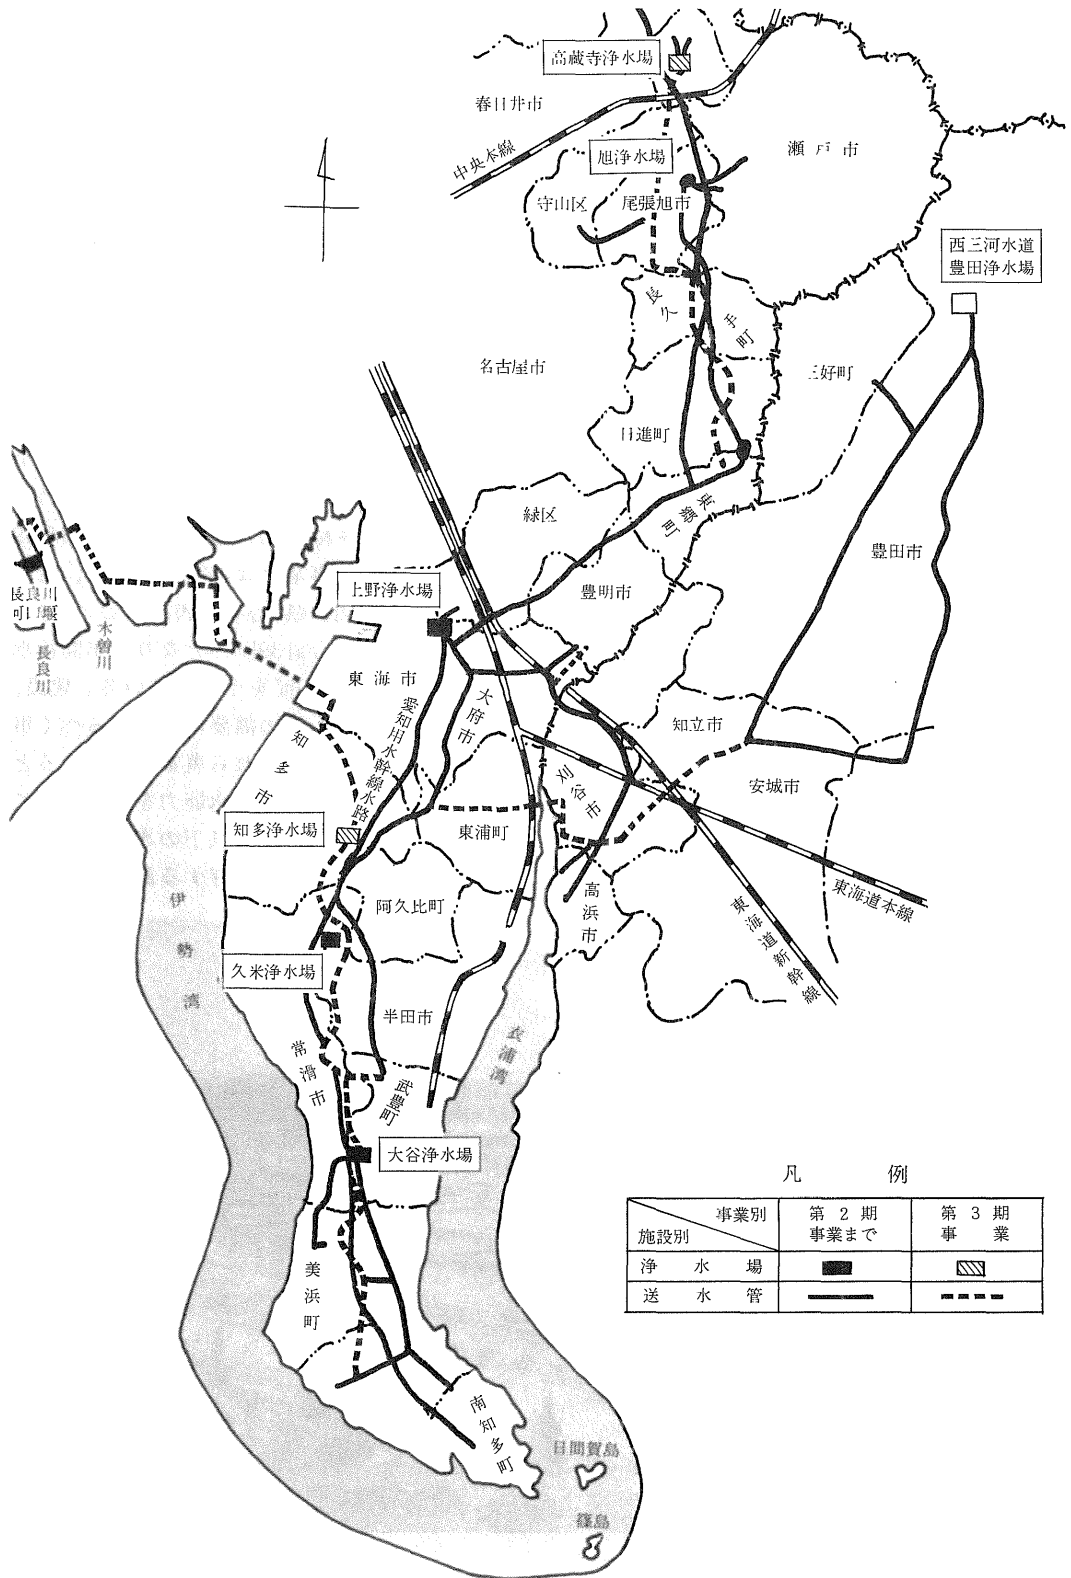 高蔵寺浄水場
春日井市
中央本線
旭浄水場
瀬戸市
守山区
尾張旭市
西三河水道
豊田浄水場
長久手町
名古屋市
三好町
日進町
東郷町
緑区
豊田市
豊明市
上野浄水場
長良川
河口堰
木曽川
長良川
東海市
大府市
愛知用水幹線水路
知多市
知立市
安城市
刈谷市
知多浄水場
東浦町
高浜市
東海道本線
東海道新幹線
阿久比町
伊勢湾
久米浄水場
半田市
衣浦湾
常滑市
武豊町
大谷浄水場
美浜町
南知多町
日間賀島
篠島
凡例
事業別
施設別
第2期
事業まで
第3期
事業
浄水場
送水管